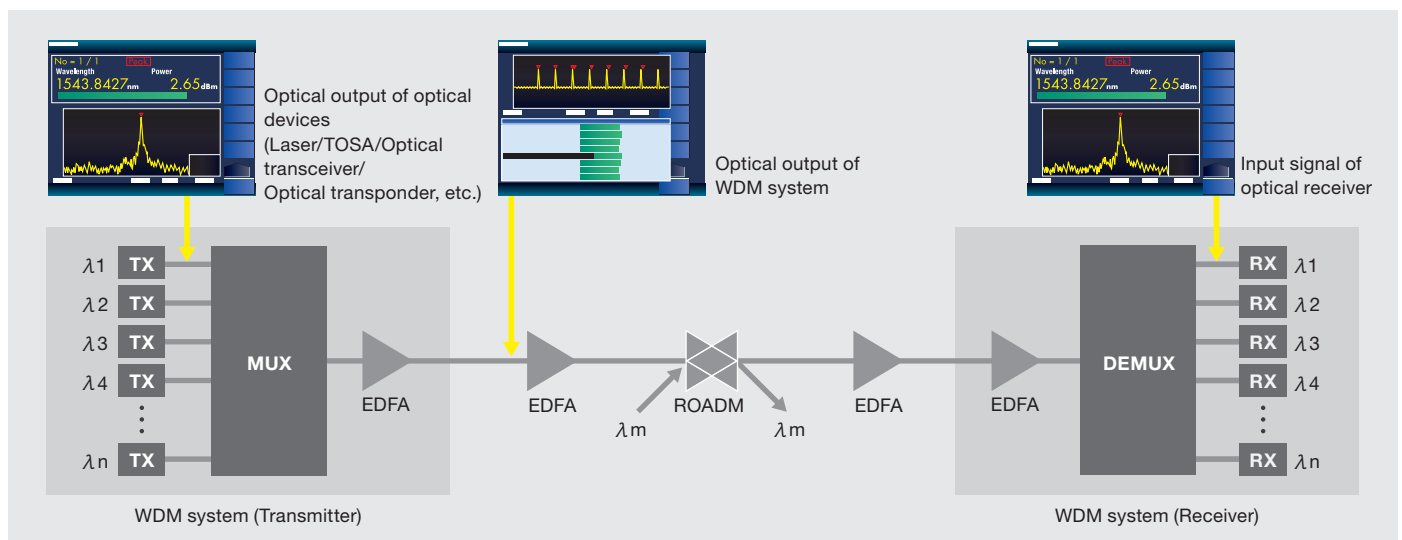 No = 1 / 1 Peak
Wavelength Power
1543.8427nm 2.65dBm
Optical output of optical
devices
(Laser/TOSA/Optical
transceiver/
Optical transponder, etc.)
Optical output of
WDM system
No = 1 / 1 Peak
Wavelength Power
1543.8427nm 2.65dBm
Input signal of
optical receiver
λ1 TX
λ2 TX
λ3 TX
λ4 TX
λn TX
MUX
EDFA
EDFA
ROADM
λm
λm
EDFA
EDFA
DEMUX
RX λ1
RX λ2
RX λ3
RX λ4
RX λn
WDM system (Transmitter)
WDM system (Receiver)